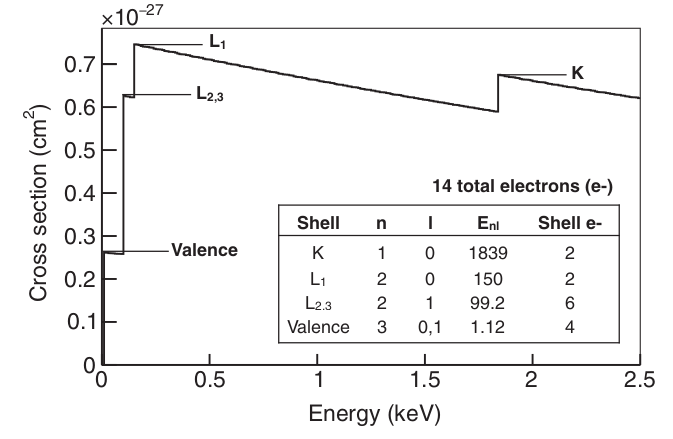 ×10⁻²⁷
L₁
0.7
K
0.6
L₂,₃
0.5
0.4
14 total electrons (e-)
Shell n l Eₙₗ Shell e-
K 1 0 1839 2
L₁ 2 0 150 2
L₂.₃ 2 1 99.2 6
Valence 3 0,1 1.12 4
0.3
Valence
0.2
0.1
0
Cross section (cm²)
0 0.5 1 1.5 2 2.5
Energy (keV)